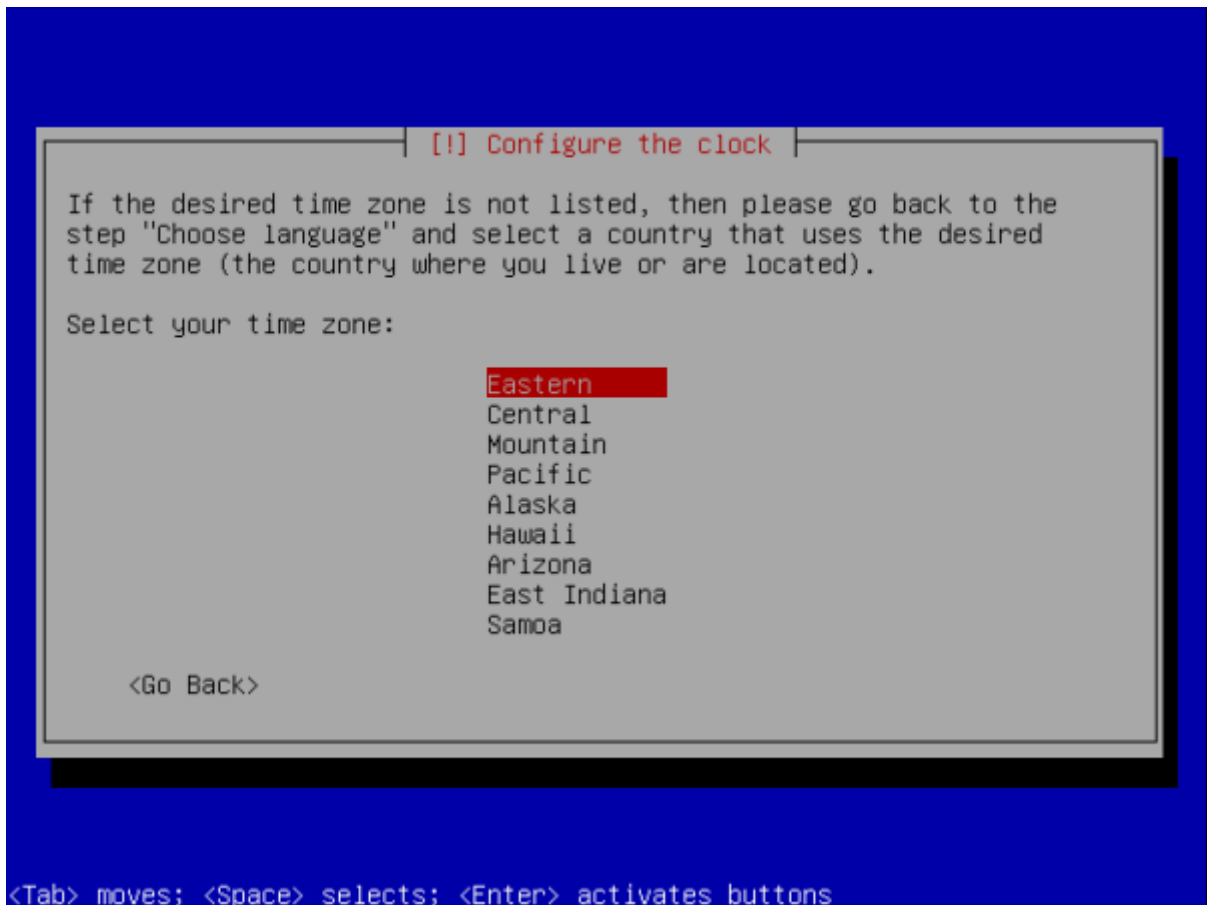 [!] Configure the clock
If the desired time zone is not listed, then please go back to the
step "Choose language" and select a country that uses the desired
time zone (the country where you live or are located).
Select your time zone:
Eastern
Central
Mountain
Pacific
Alaska
Hawaii
Arizona
East Indiana
Samoa
<Go Back>
<Tab> moves; <Space> selects; <Enter> activates buttons